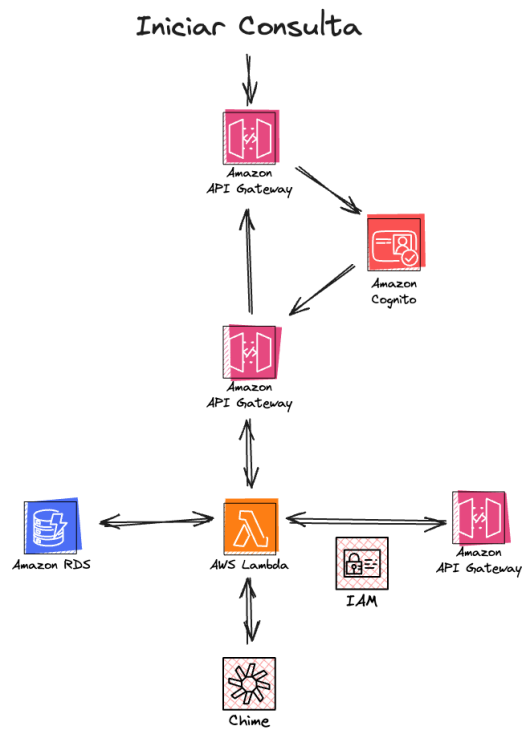 Iniciar Consulta
Amazon
API Gateway
Amazon
Cognito
Amazon
API Gateway
Amazon RDS
AWS Lambda
Amazon
API Gateway
IAM
Chime